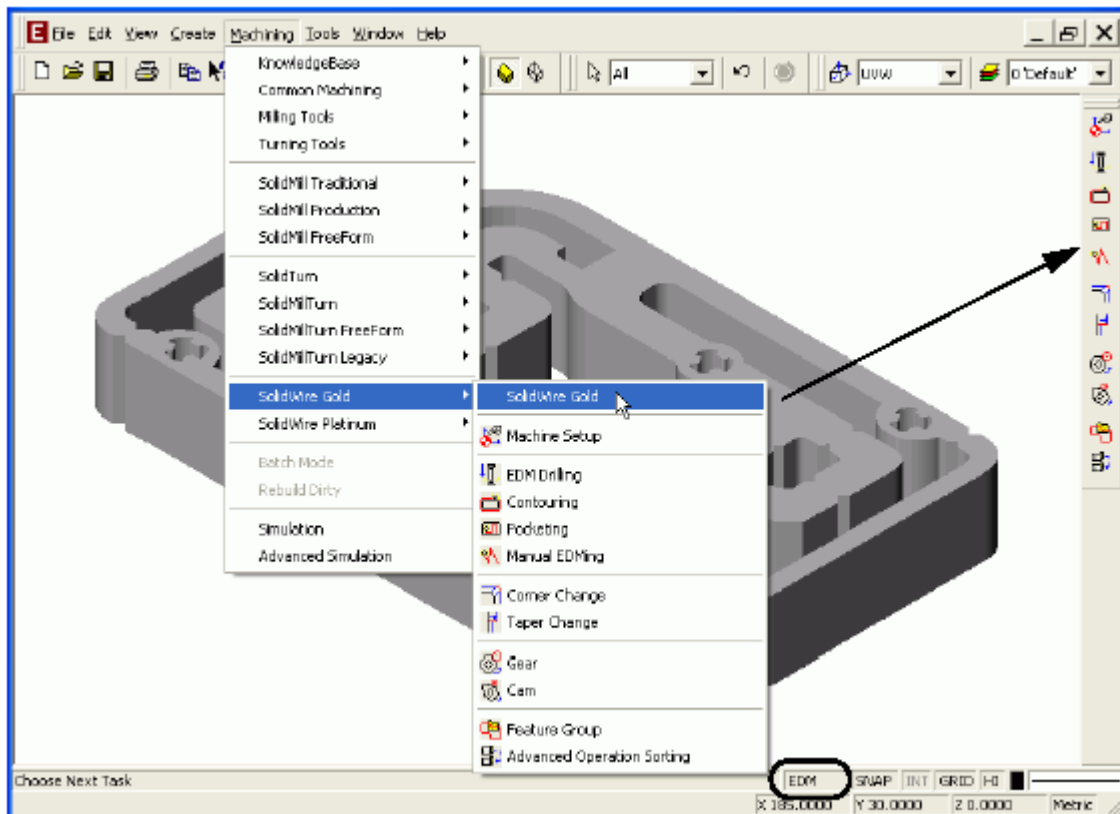 E File Edit View Create Machining Tools Window Help
All UVW 0 'Default'
KnowledgeBase
Common Machining
Milling Tools
Turning Tools
SolidMill Traditional
SolidMill Production
SolidMill FreeForm
SolidTurn
SolidMillTurn
SolidMillTurn FreeForm
SolidMillTurn Legacy
SolidWire Gold
SolidWire Platinum
Batch Mode
Rebuild Dirty
Simulation
Advanced Simulation
SolidWire Gold
Machine Setup
EDM Drilling
Contouring
Pocketing
Manual EDMing
Corner Change
Taper Change
Gear
Cam
Feature Group
Advanced Operation Sorting
Choose Next Task EDM SNAP INT GRID HI
X 185.0000 Y 30.0000 Z 0.0000 Metric